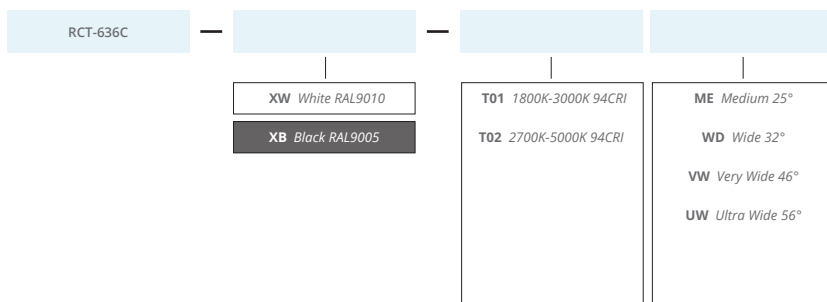 RCT-636C — —
XW White RAL9010
XB Black RAL9005
T01 1800K-3000K 94CRI
T02 2700K-5000K 94CRI
ME Medium 25°
WD Wide 32°
VW Very Wide 46°
UW Ultra Wide 56°